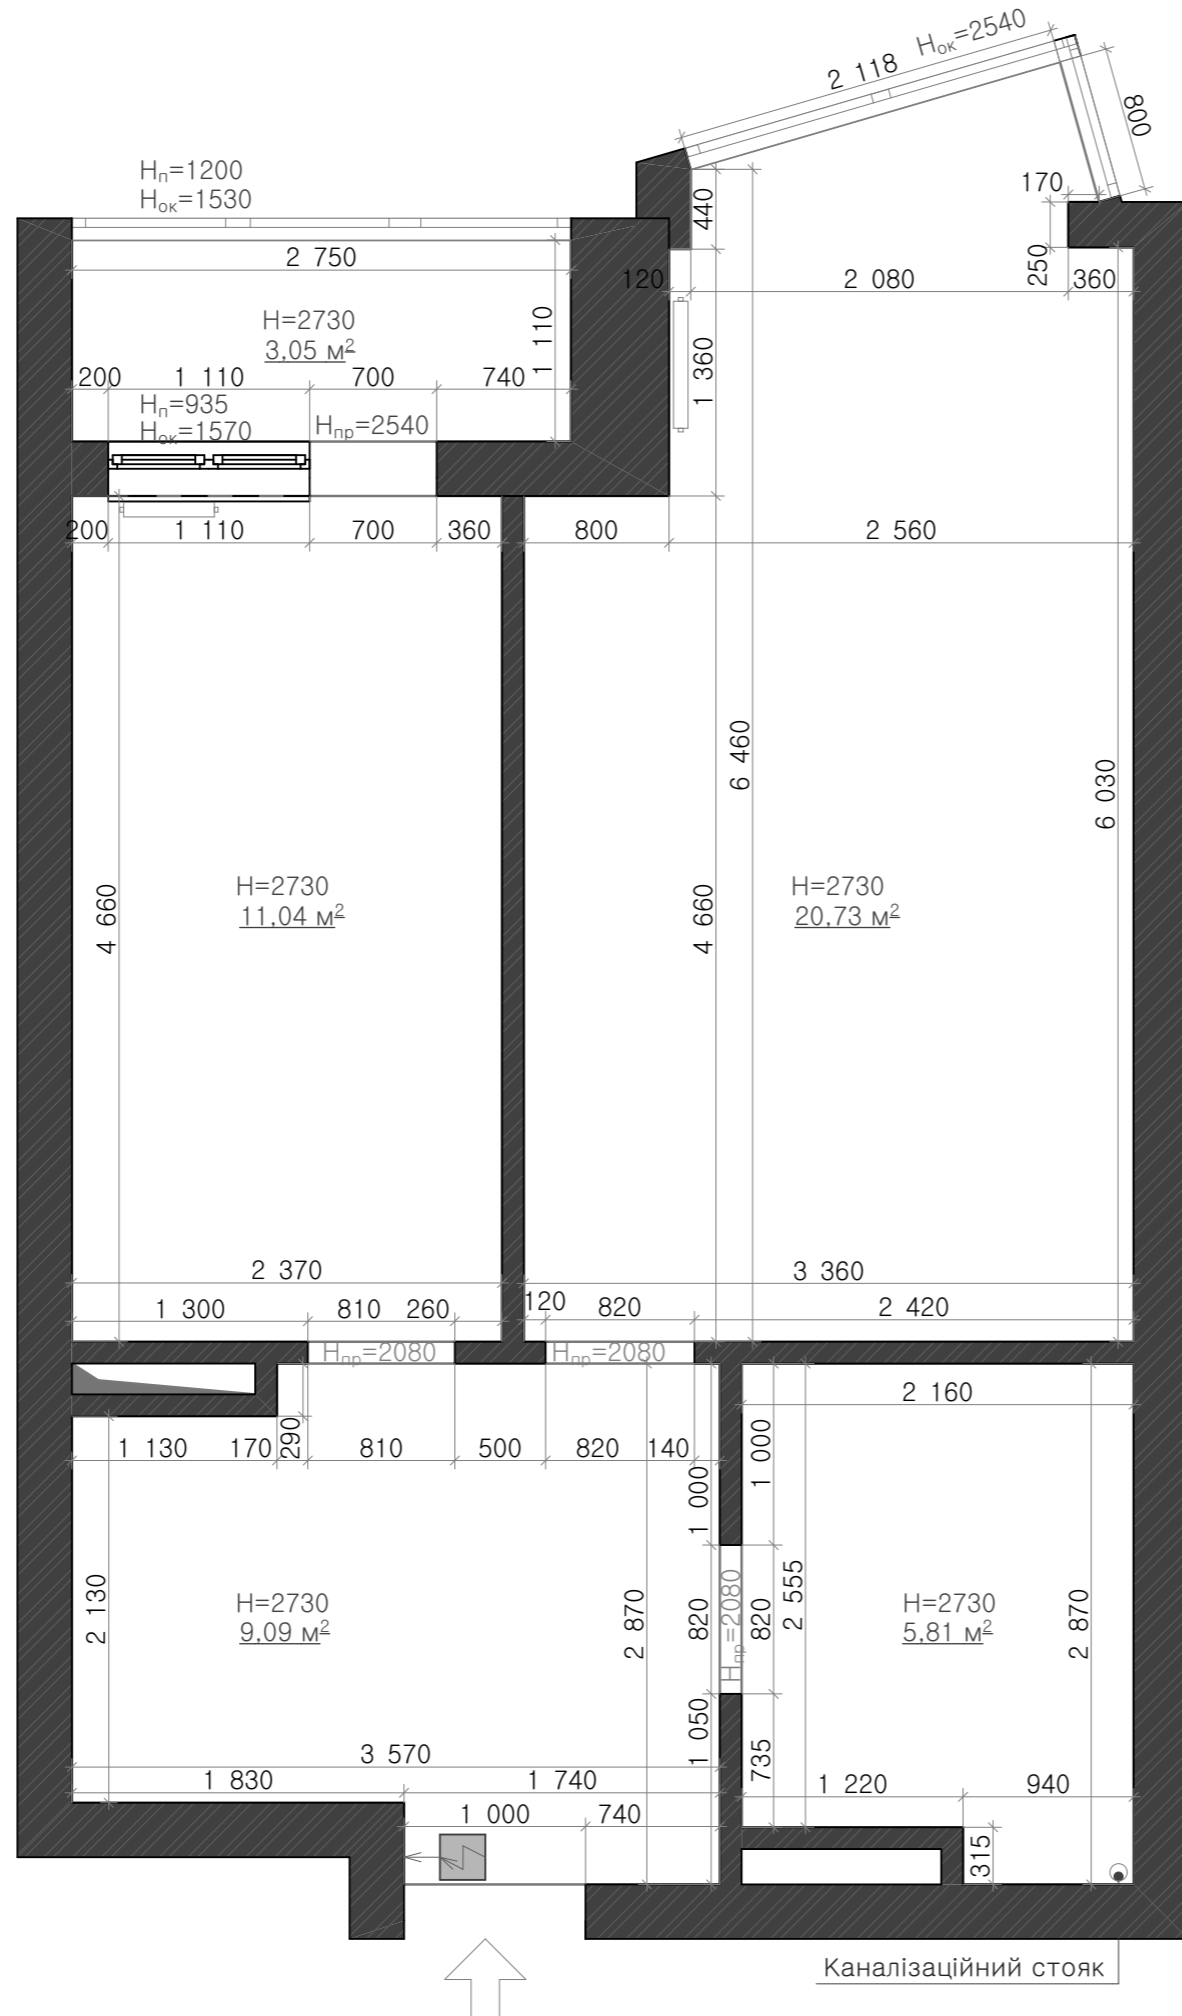 Hок=2540
2 118
800
Hп=1200
Hок=1530
170
440
2 750
250
120
2 080
360
H=2730
3,05 м²
1 110
1 360
200
1 110
700
740
Hп=935
Hок=1570
Hпр=2540
200
1 110
700
360
800
2 560
6 460
6 030
H=2730
11,04 м²
4 660
4 660
H=2730
20,73 м²
2 370
3 360
1 300
810
260
120
820
2 420
Hпр=2080
Hпр=2080
2 160
290
1 130
170
810
500
820
140
1 000
1 000
2 130
H=2730
9,09 м²
2 870
820
Hпр=2080
820
2 555
H=2730
5,81 м²
2 870
1 050
735
3 570
1 830
1 740
1 220
940
1 000
740
315
Каналізаційний стояк